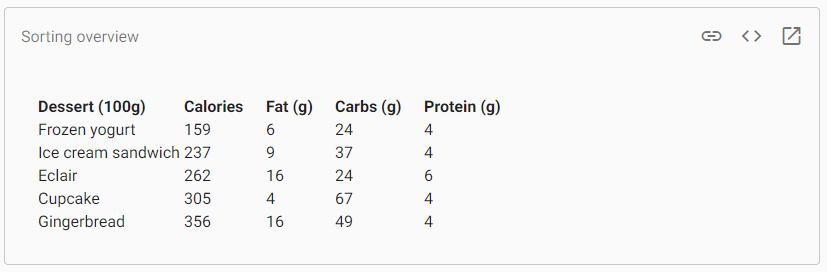 Sorting overview
Dessert (100g) Calories Fat (g) Carbs (g) Protein (g)
Frozen yogurt 159 6 24 4
Ice cream sandwich 237 9 37 4
Eclair 262 16 24 6
Cupcake 305 4 67 4
Gingerbread 356 16 49 4